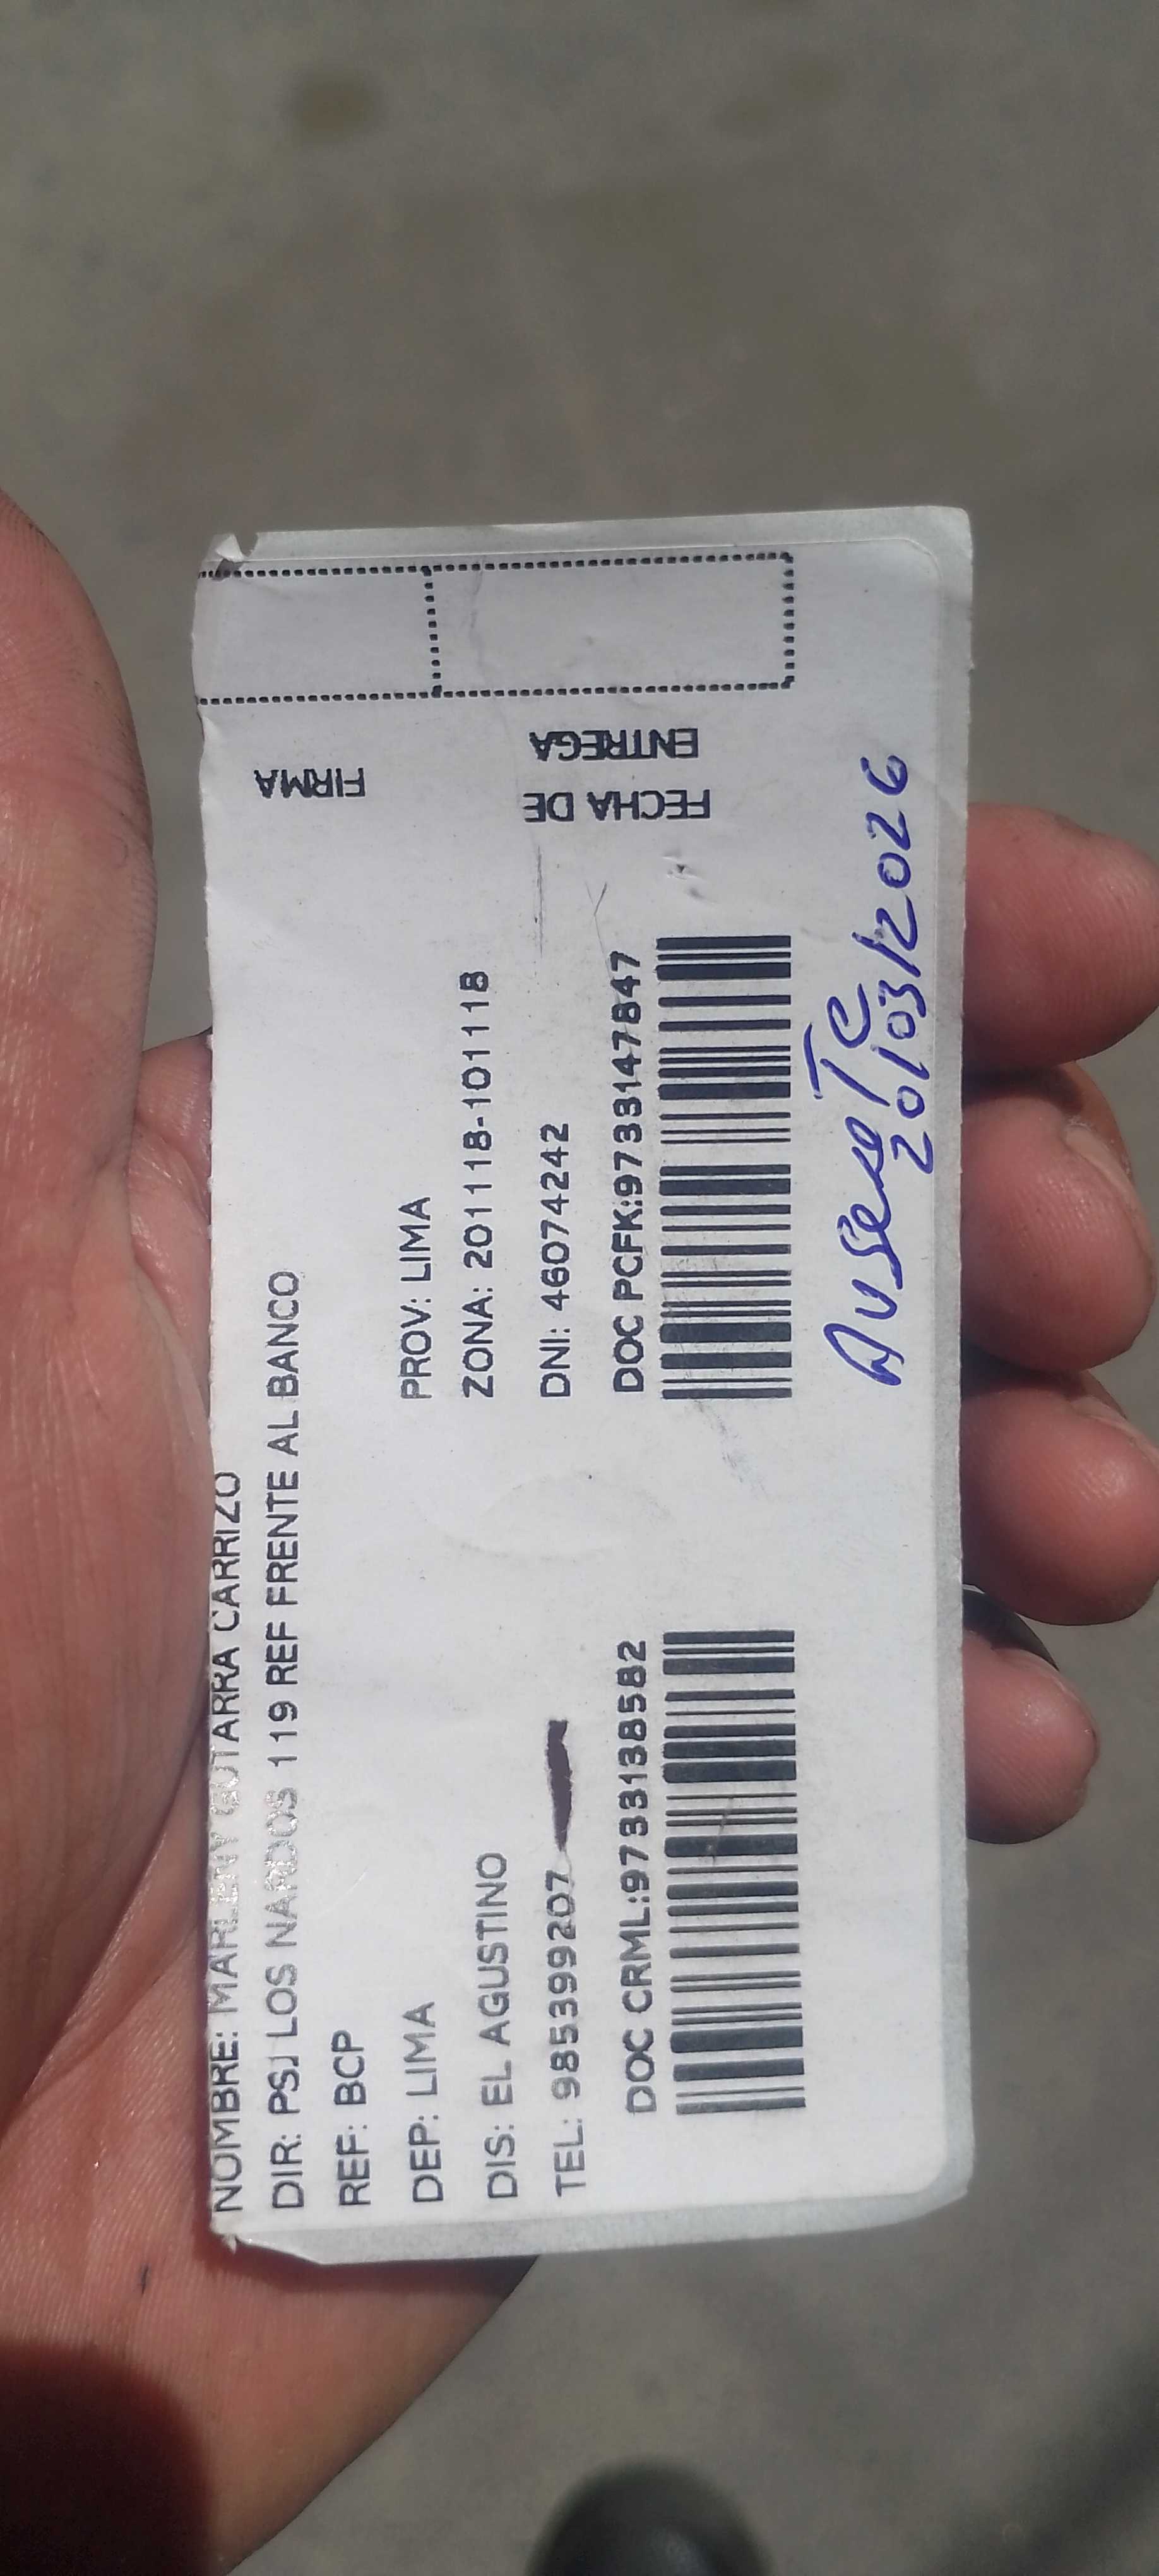 NOMBRE: MARLENY GUTARRA CARRIZO
DIR: PSJ LOS NARDOS 119 REF FRENTE AL BANCO
REF: BCP
DEP: LIMA PROV: LIMA
DIS: EL AGUSTINO ZONA: 201118-101118
TEL: 985399207 DNI: 46074242
DOC CRML:9733138582 DOC PCFK:9733147847
FIRMA
FECHA DE
ENTREGA
Ausente
20/03/2026